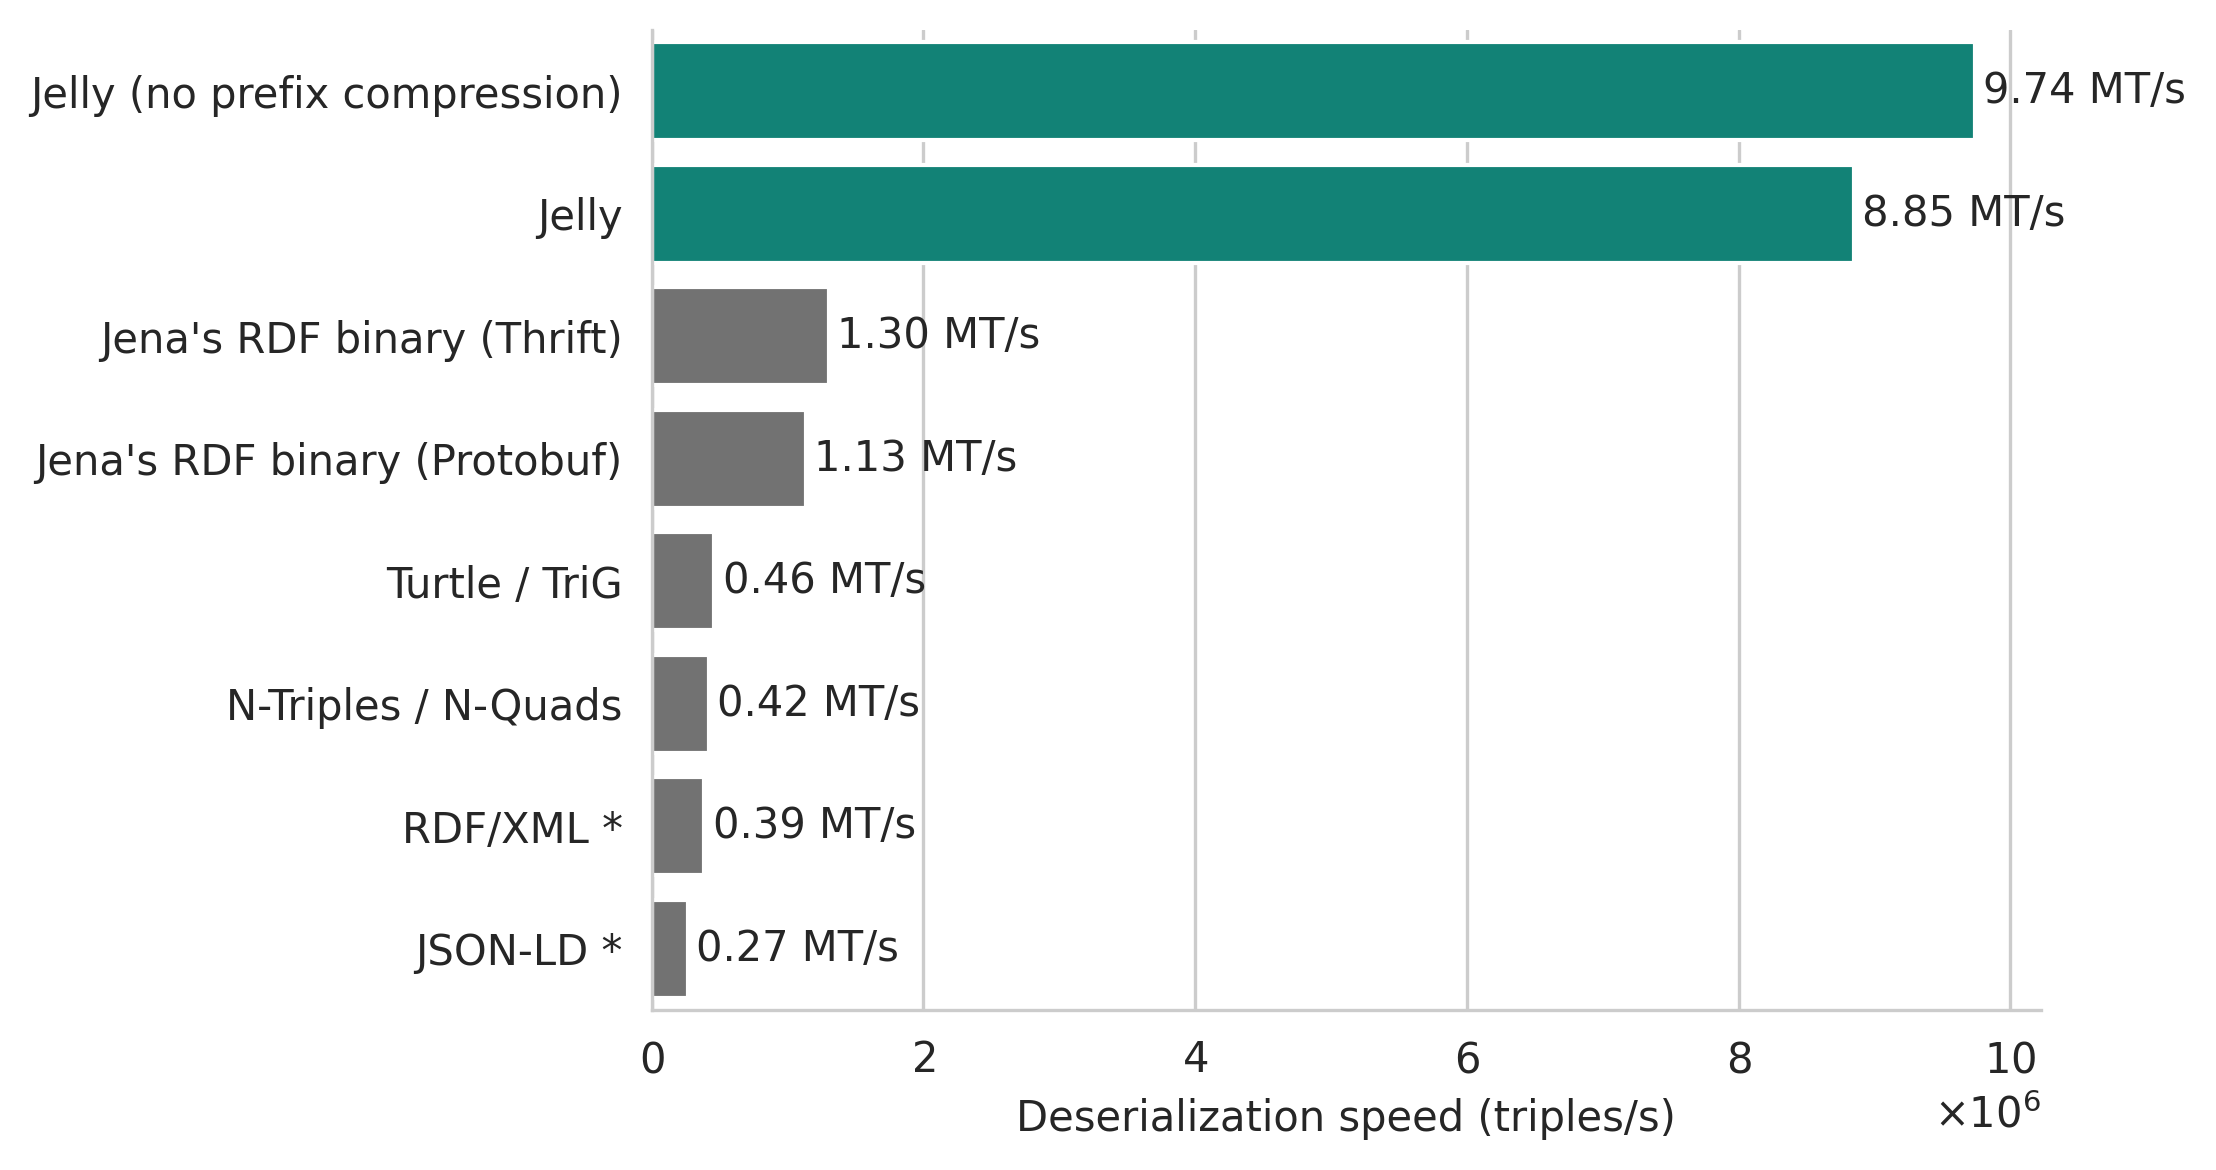 Jelly (no prefix compression) 9.74 MT/s
Jelly 8.85 MT/s
Jena's RDF binary (Thrift) 1.30 MT/s
Jena's RDF binary (Protobuf) 1.13 MT/s
Turtle / TriG 0.46 MT/s
N-Triples / N-Quads 0.42 MT/s
RDF/XML * 0.39 MT/s
JSON-LD * 0.27 MT/s
0 2 4 6 8 10
×10⁶
Deserialization speed (triples/s)